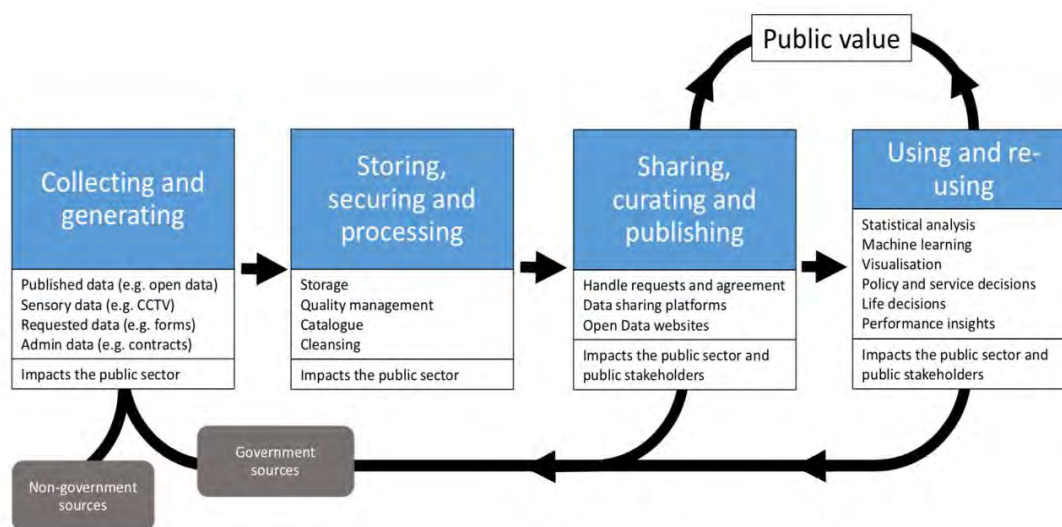 Public value
Collecting and
generating
Published data (e.g. open data)
Sensory data (e.g. CCTV)
Requested data (e.g. forms)
Admin data (e.g. contracts)
Impacts the public sector
Storing,
securing and
processing
Storage
Quality management
Catalogue
Cleansing
Impacts the public sector
Sharing,
curating and
publishing
Handle requests and agreement
Data sharing platforms
Open Data websites
Impacts the public sector and
public stakeholders
Using and re-
using
Statistical analysis
Machine learning
Visualisation
Policy and service decisions
Life decisions
Performance insights
Impacts the public sector and
public stakeholders
Government
sources
Non-government
sources